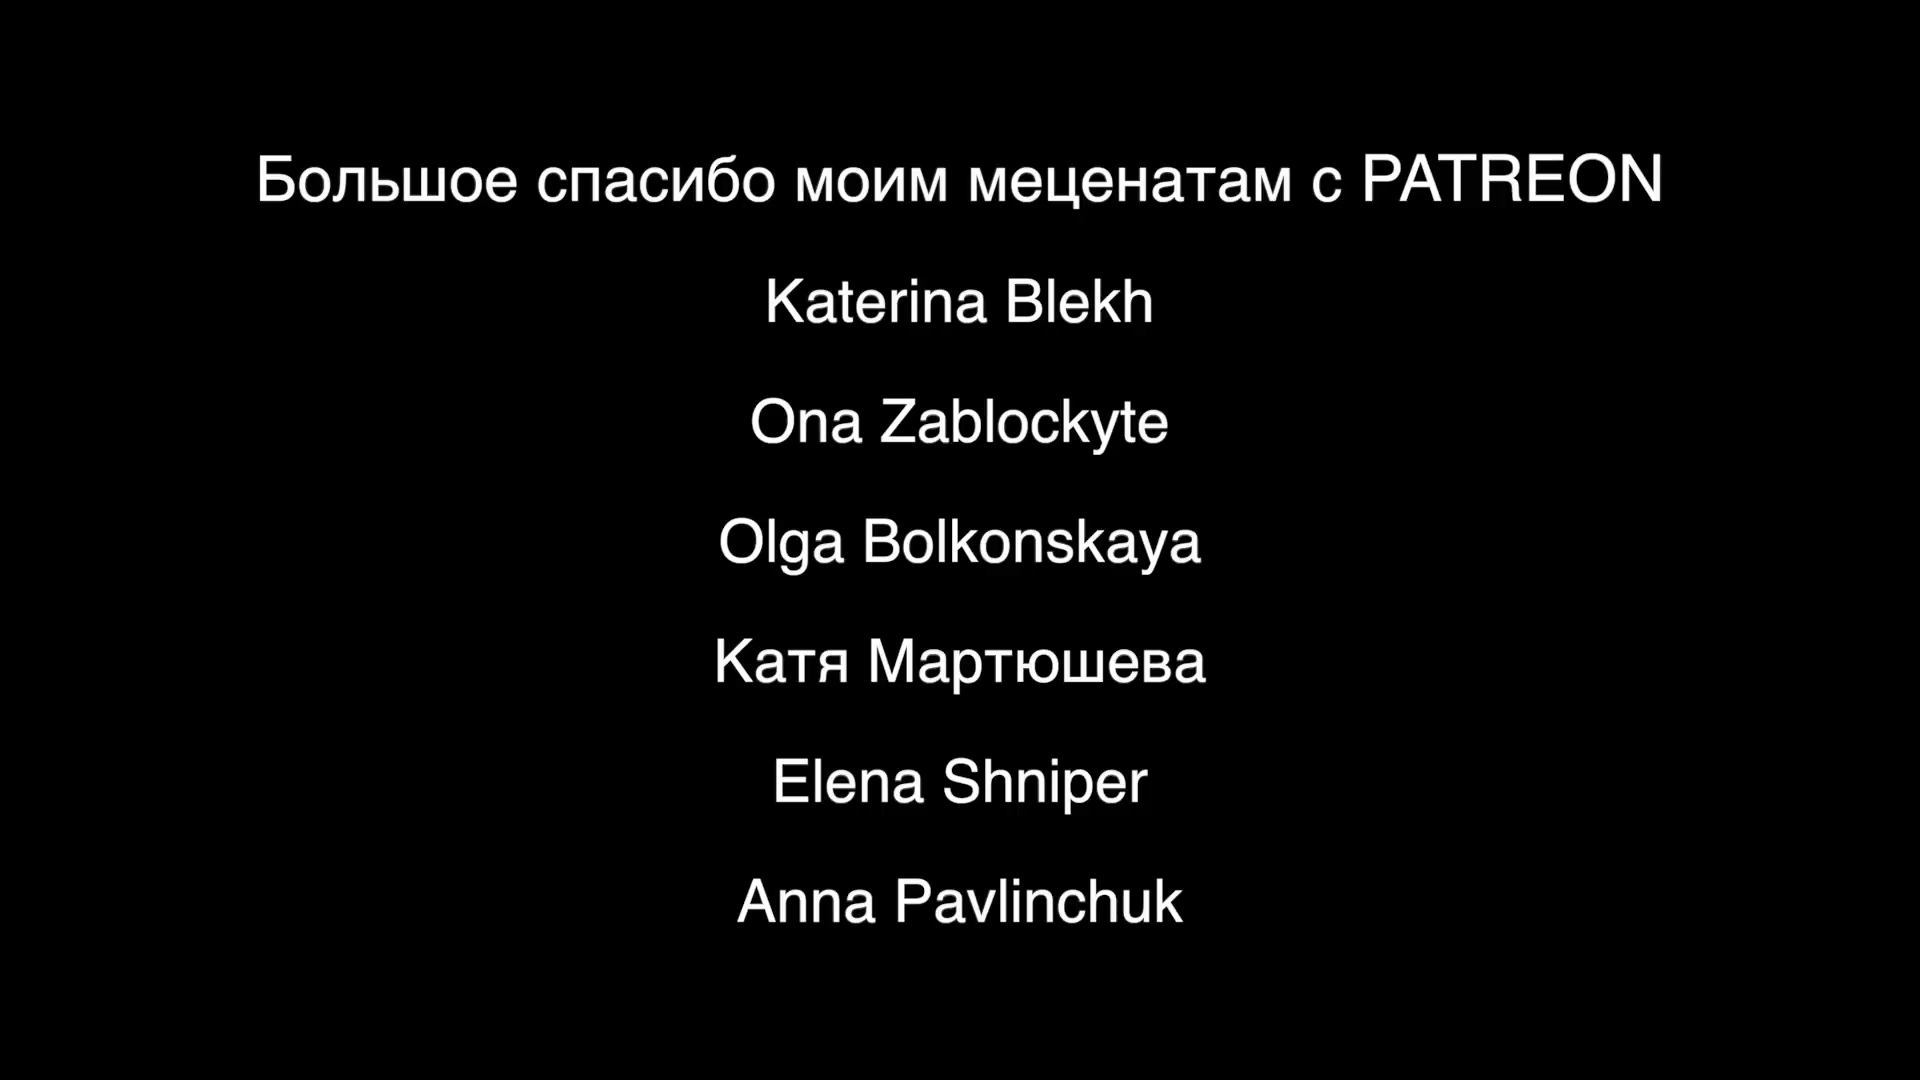 Большое спасибо моим меценатам с PATREON
Katerina Blekh
Ona Zablockyte
Olga Bolkonskaya
Катя Мартюшева
Elena Shniper
Anna Pavlinchuk